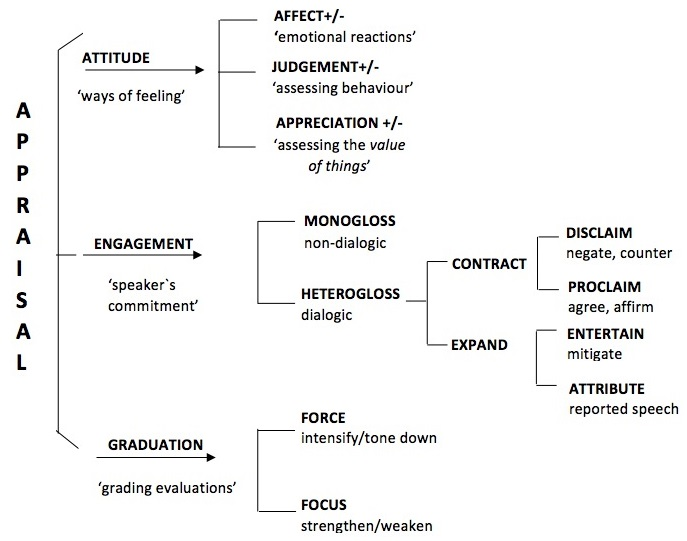 APPRAISAL
ATTITUDE
‘ways of feeling’
AFFECT+/-
‘emotional reactions’
JUDGEMENT+/-
‘assessing behaviour’
APPRECIATION +/-
‘assessing the value
of things’
ENGAGEMENT
‘speaker`s
commitment’
MONOGLOSS
non-dialogic
HETEROGLOSS
dialogic
CONTRACT
DISCLAIM
negate, counter
PROCLAIM
agree, affirm
EXPAND
ENTERTAIN
mitigate
ATTRIBUTE
reported speech
GRADUATION
‘grading evaluations’
FORCE
intensify/tone down
FOCUS
strengthen/weaken